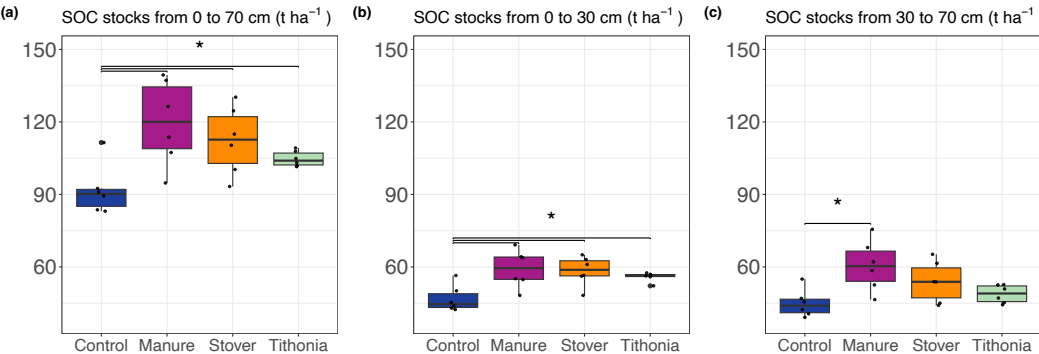 (a) SOC stocks from 0 to 70 cm (t ha⁻¹ )
150
120
90
60
*
Control Manure Stover Tithonia
(b) SOC stocks from 0 to 30 cm (t ha⁻¹ )
150
120
90
60
*
Control Manure Stover Tithonia
(c) SOC stocks from 30 to 70 cm (t ha⁻¹
150
120
90
60
*
Control Manure Stover Tithonia